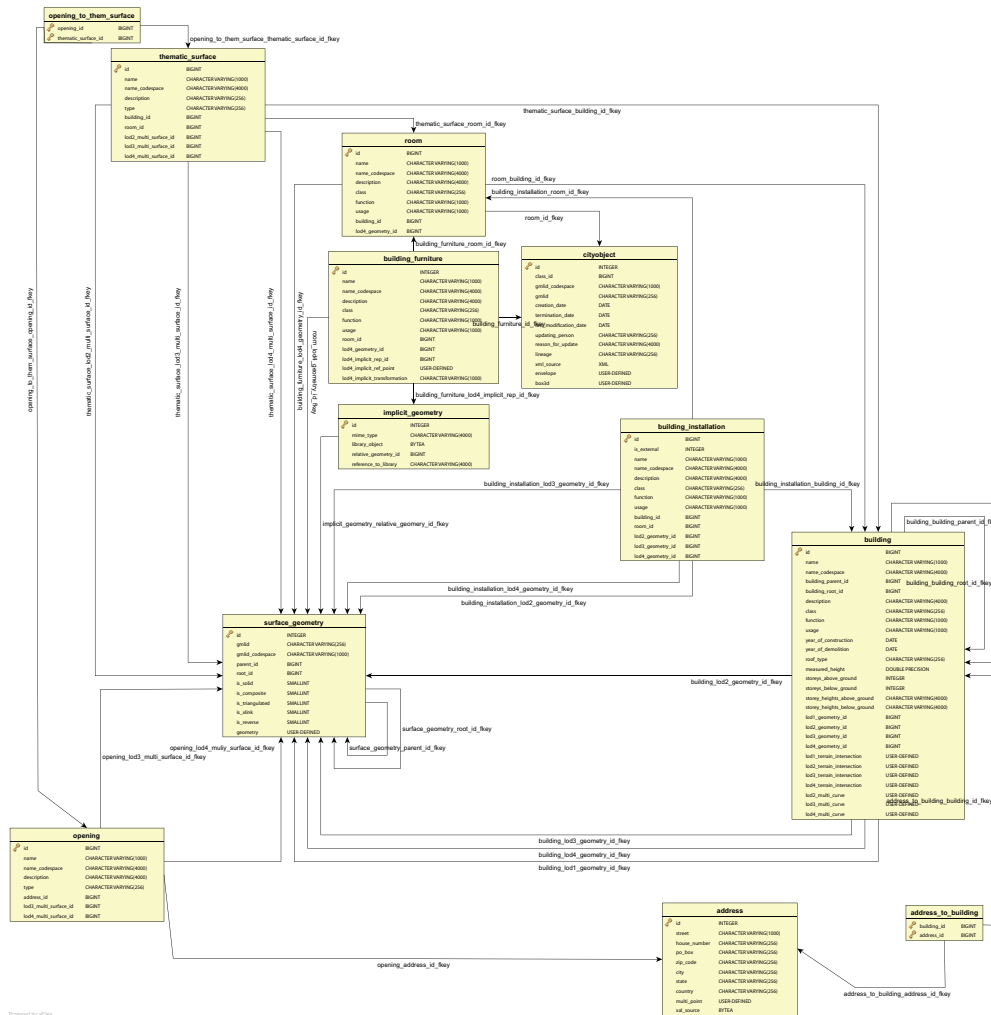 opening_to_them_surface
opening_id BIGINT
thematic_surface_id BIGINT
opening_to_them_surface_thematic_surface_id_fkey
thematic_surface
id BIGINT
name CHARACTER VARYING(1000)
name_codespace CHARACTER VARYING(4000)
description CHARACTER VARYING(256)
type CHARACTER VARYING(256)
building_id BIGINT
room_id BIGINT
lod2_multi_surface_id BIGINT
lod3_multi_surface_id BIGINT
lod4_multi_surface_id BIGINT
thematic_surface_building_id_fkey
thematic_surface_room_id_fkey
room
id BIGINT
name CHARACTER VARYING(1000)
name_codespace CHARACTER VARYING(4000)
description CHARACTER VARYING(4000)
class CHARACTER VARYING(256)
function CHARACTER VARYING(1000)
usage CHARACTER VARYING(1000)
building_id BIGINT
lod4_geometry_id BIGINT
room_building_id_fkey
building_installation_room_id_fkey
room_id_fkey
building_furniture_room_id_fkey
building_furniture
id INTEGER
name CHARACTER VARYING(1000)
name_codespace CHARACTER VARYING(4000)
description CHARACTER VARYING(4000)
class CHARACTER VARYING(256)
function CHARACTER VARYING(1000)
usage CHARACTER VARYING(1000)
room_id BIGINT
lod4_geometry_id BIGINT
lod4_implicit_rep_id BIGINT
lod4_implicit_ref_point USER-DEFINED
lod4_implicit_transformation CHARACTER VARYING(1000)
building_furniture_id_fkey
cityobject
id INTEGER
class_id BIGINT
gmlid_codespace CHARACTER VARYING(1000)
gmlid CHARACTER VARYING(256)
creation_date DATE
termination_date DATE
last_modification_date DATE
updating_person CHARACTER VARYING(256)
reason_for_update CHARACTER VARYING(4000)
lineage CHARACTER VARYING(256)
xml_source XML
envelope USER-DEFINED
box3d USER-DEFINED
opening_to_them_surface_opening_id_fkey
thematic_surface_lod2_multi_surface_id_fkey
thematic_surface_lod3_multi_surface_id_fkey
thematic_surface_lod4_multi_surface_id_fkey
building_furniture_lod4_geometry_id_fkey
room_lod4_geometry_id_fkey
building_furniture_lod4_implicit_rep_id_fkey
implicit_geometry
id INTEGER
mime_type CHARACTER VARYING(4000)
library_object BYTEA
relative_geometry_id BIGINT
reference_to_library CHARACTER VARYING(4000)
building_installation
id BIGINT
is_external INTEGER
name CHARACTER VARYING(1000)
name_codespace CHARACTER VARYING(4000)
description CHARACTER VARYING(4000)
class CHARACTER VARYING(256)
function CHARACTER VARYING(1000)
usage CHARACTER VARYING(1000)
building_id BIGINT
room_id BIGINT
lod2_geometry_id BIGINT
lod3_geometry_id BIGINT
lod4_geometry_id BIGINT
building_installation_lod3_geometry_id_fkey
building_installation_building_id_fkey
implicit_geometry_relative_geomery_id_fkey
building_building_parent_id_f
building
id BIGINT
name CHARACTER VARYING(1000)
name_codespace CHARACTER VARYING(4000)
building_parent_id BIGINT
building_root_id BIGINT
description CHARACTER VARYING(4000)
class CHARACTER VARYING(256)
function CHARACTER VARYING(1000)
usage CHARACTER VARYING(1000)
year_of_construction DATE
year_of_demolition DATE
roof_type CHARACTER VARYING(256)
measured_height DOUBLE PRECISION
storeys_above_ground INTEGER
storeys_below_ground INTEGER
storey_heights_above_ground CHARACTER VARYING(4000)
storey_heights_below_ground CHARACTER VARYING(4000)
lod1_geometry_id BIGINT
lod2_geometry_id BIGINT
lod3_geometry_id BIGINT
lod4_geometry_id BIGINT
lod1_terrain_intersection USER-DEFINED
lod2_terrain_intersection USER-DEFINED
lod3_terrain_intersection USER-DEFINED
lod4_terrain_intersection USER-DEFINED
lod2_multi_curve USER-DEFINED
lod3_multi_curve USER-DEFINED
lod4_multi_curve USER-DEFINED
building_building_root_id_fkey
address_to_building_building_id_fkey
building_installation_lod4_geometry_id_fkey
building_installation_lod2_geometry_id_fkey
surface_geometry
id INTEGER
gmlid CHARACTER VARYING(256)
gmlid_codespace CHARACTER VARYING(1000)
parent_id BIGINT
root_id BIGINT
is_solid SMALLINT
is_composite SMALLINT
is_triangulated SMALLINT
is_xlink SMALLINT
is_reverse SMALLINT
geometry USER-DEFINED
building_lod2_geometry_id_fkey
surface_geometry_root_id_fkey
surface_geometry_parent_id_fkey
opening_lod4_muliy_surface_id_fkey
opening_lod3_multi_surface_id_fkey
opening
id BIGINT
name CHARACTER VARYING(1000)
name_codespace CHARACTER VARYING(4000)
description CHARACTER VARYING(4000)
type CHARACTER VARYING(256)
address_id BIGINT
lod3_multi_surface_id BIGINT
lod4_multi_surface_id BIGINT
building_lod3_geometry_id_fkey
building_lod4_geometry_id_fkey
building_lod1_geometry_id_fkey
opening_address_id_fkey
address
id INTEGER
street CHARACTER VARYING(1000)
house_number CHARACTER VARYING(256)
po_box CHARACTER VARYING(256)
zip_code CHARACTER VARYING(256)
city CHARACTER VARYING(256)
state CHARACTER VARYING(256)
country CHARACTER VARYING(256)
multi_point USER-DEFINED
xal_source BYTEA
address_to_building
building_id BIGINT
address_id BIGINT
address_to_building_address_id_fkey
Powered by yFiles